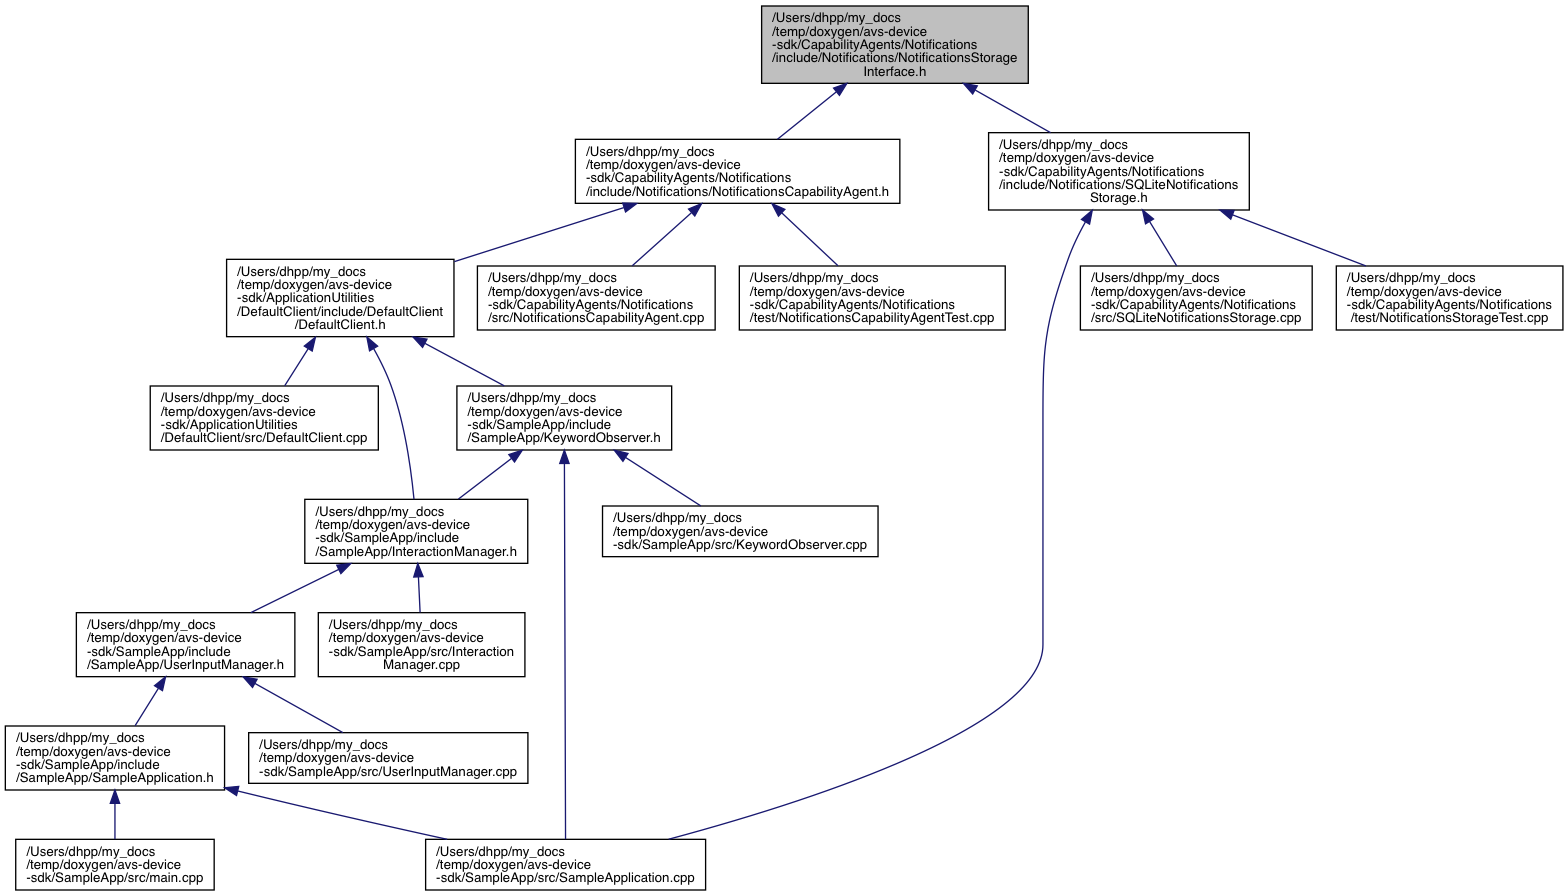 /Users/dhpp/my_docs
/temp/doxygen/avs-device
-sdk/CapabilityAgents/Notifications
/include/Notifications/NotificationsStorage
Interface.h
/Users/dhpp/my_docs
/temp/doxygen/avs-device
-sdk/CapabilityAgents/Notifications
/include/Notifications/NotificationsCapabilityAgent.h
/Users/dhpp/my_docs
/temp/doxygen/avs-device
-sdk/CapabilityAgents/Notifications
/include/Notifications/SQLiteNotifications
Storage.h
/Users/dhpp/my_docs
/temp/doxygen/avs-device
-sdk/ApplicationUtilities
/DefaultClient/include/DefaultClient
/DefaultClient.h
/Users/dhpp/my_docs
/temp/doxygen/avs-device
-sdk/CapabilityAgents/Notifications
/src/NotificationsCapabilityAgent.cpp
/Users/dhpp/my_docs
/temp/doxygen/avs-device
-sdk/CapabilityAgents/Notifications
/test/NotificationsCapabilityAgentTest.cpp
/Users/dhpp/my_docs
/temp/doxygen/avs-device
-sdk/CapabilityAgents/Notifications
/src/SQLiteNotificationsStorage.cpp
/Users/dhpp/my_docs
/temp/doxygen/avs-device
-sdk/CapabilityAgents/Notifications
/test/NotificationsStorageTest.cpp
/Users/dhpp/my_docs
/temp/doxygen/avs-device
-sdk/ApplicationUtilities
/DefaultClient/src/DefaultClient.cpp
/Users/dhpp/my_docs
/temp/doxygen/avs-device
-sdk/SampleApp/include
/SampleApp/KeywordObserver.h
/Users/dhpp/my_docs
/temp/doxygen/avs-device
-sdk/SampleApp/include
/SampleApp/InteractionManager.h
/Users/dhpp/my_docs
/temp/doxygen/avs-device
-sdk/SampleApp/src/KeywordObserver.cpp
/Users/dhpp/my_docs
/temp/doxygen/avs-device
-sdk/SampleApp/include
/SampleApp/UserInputManager.h
/Users/dhpp/my_docs
/temp/doxygen/avs-device
-sdk/SampleApp/src/Interaction
Manager.cpp
/Users/dhpp/my_docs
/temp/doxygen/avs-device
-sdk/SampleApp/include
/SampleApp/SampleApplication.h
/Users/dhpp/my_docs
/temp/doxygen/avs-device
-sdk/SampleApp/src/UserInputManager.cpp
/Users/dhpp/my_docs
/temp/doxygen/avs-device
-sdk/SampleApp/src/main.cpp
/Users/dhpp/my_docs
/temp/doxygen/avs-device
-sdk/SampleApp/src/SampleApplication.cpp